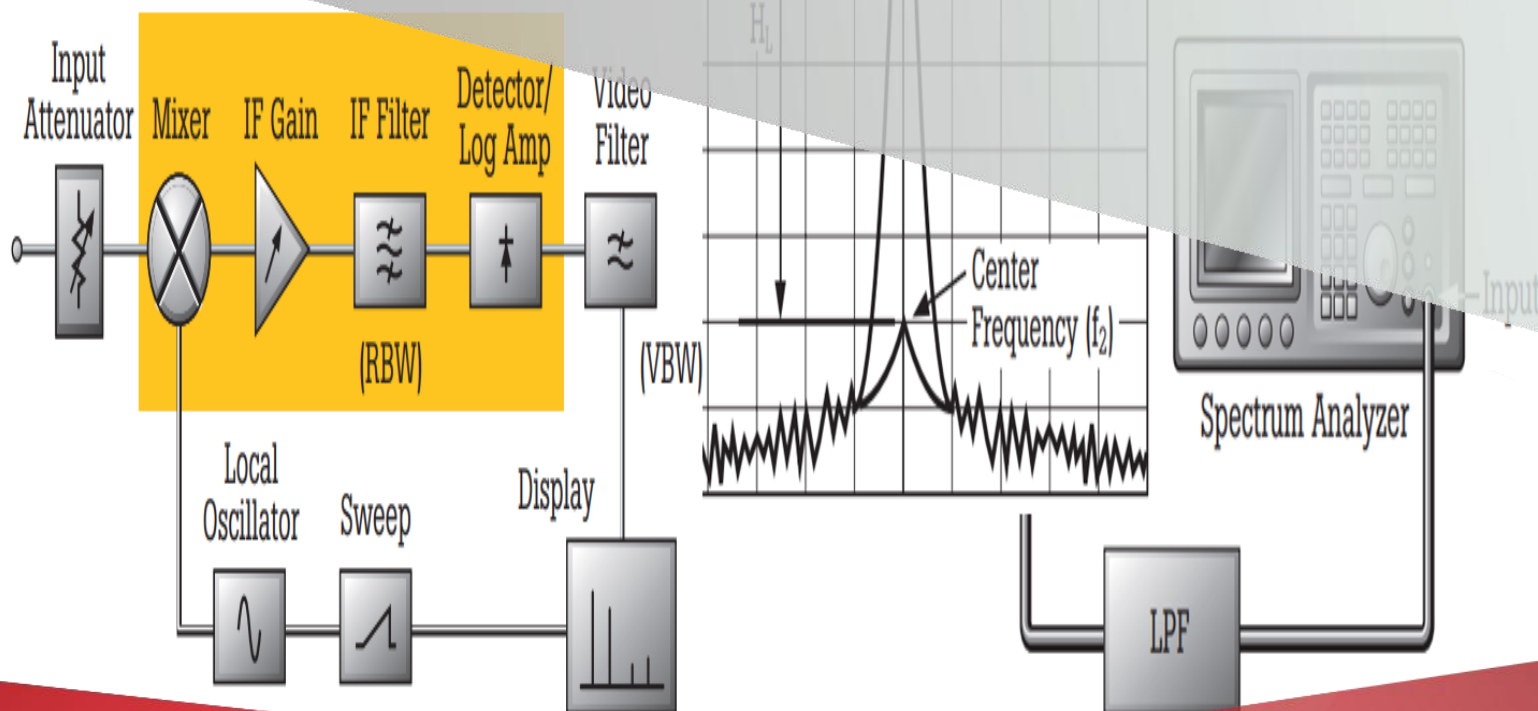 Input
Attenuator
Mixer
IF Gain
IF Filter
Detector/
Log Amp
Video
Filter
(RBW)
(VBW)
Local
Oscillator
Sweep
Display
H_L
Center
Frequency (f₂)
Input
Spectrum Analyzer
LPF